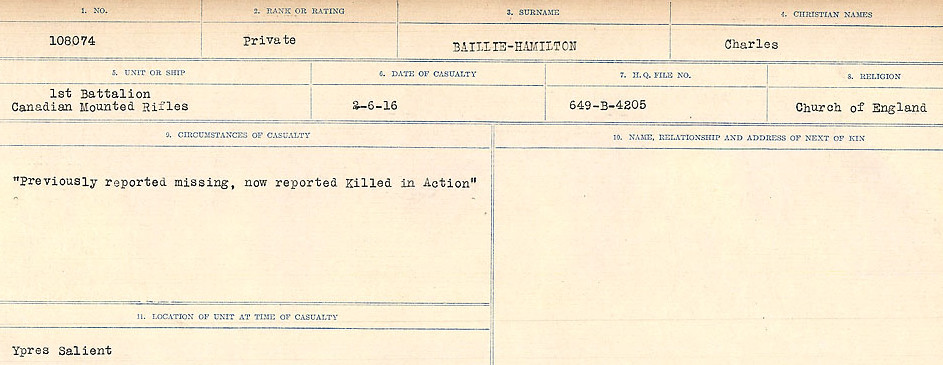 1. NO.
2. RANK OR RATING
3. SURNAME
4. CHRISTIAN NAMES
108074
Private
BAILLIE-HAMILTON
Charles
5. UNIT OR SHIP
6. DATE OF CASUALTY
7. H. Q. FILE NO.
8. RELIGION
1st Battalion
Canadian Mounted Rifles
2-6-16
649-B-4205
Church of England
9. CIRCUMSTANCES OF CASUALTY
10. NAME, RELATIONSHIP AND ADDRESS OF NEXT OF KIN
"Previously reported missing, now reported Killed in Action"
11. LOCATION OF UNIT AT TIME OF CASUALTY
Ypres Salient